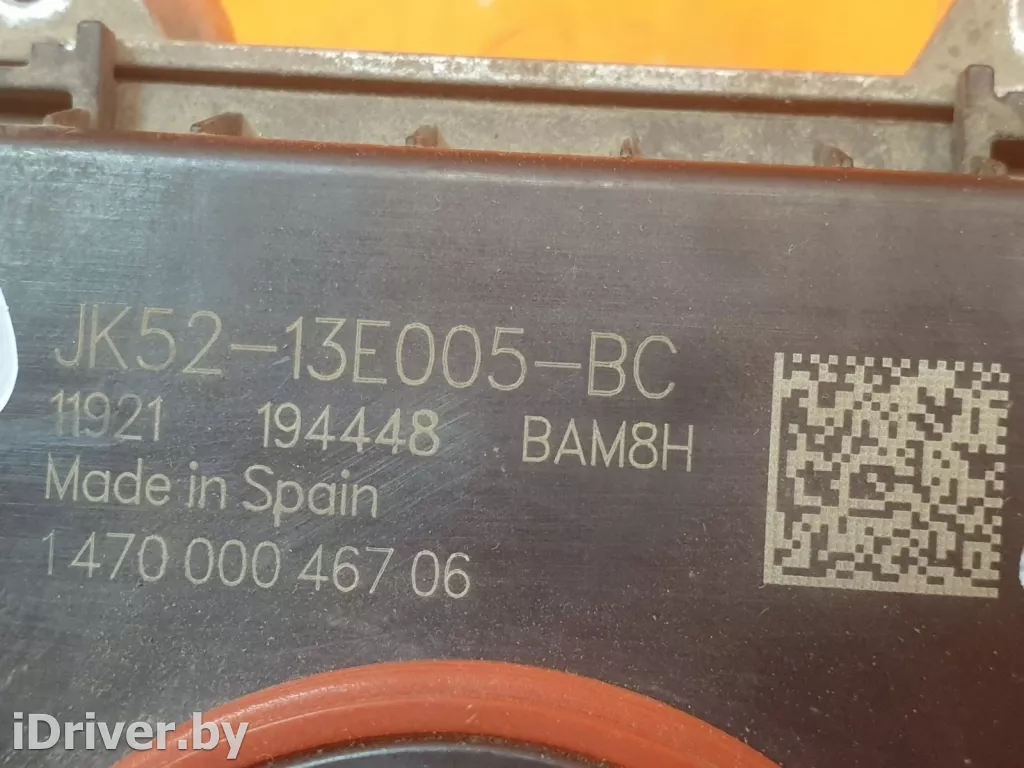 JK52-13E005-BC
11921 194448 BAM8H
Made in Spain
1 470 000 467 06
iDriver.by